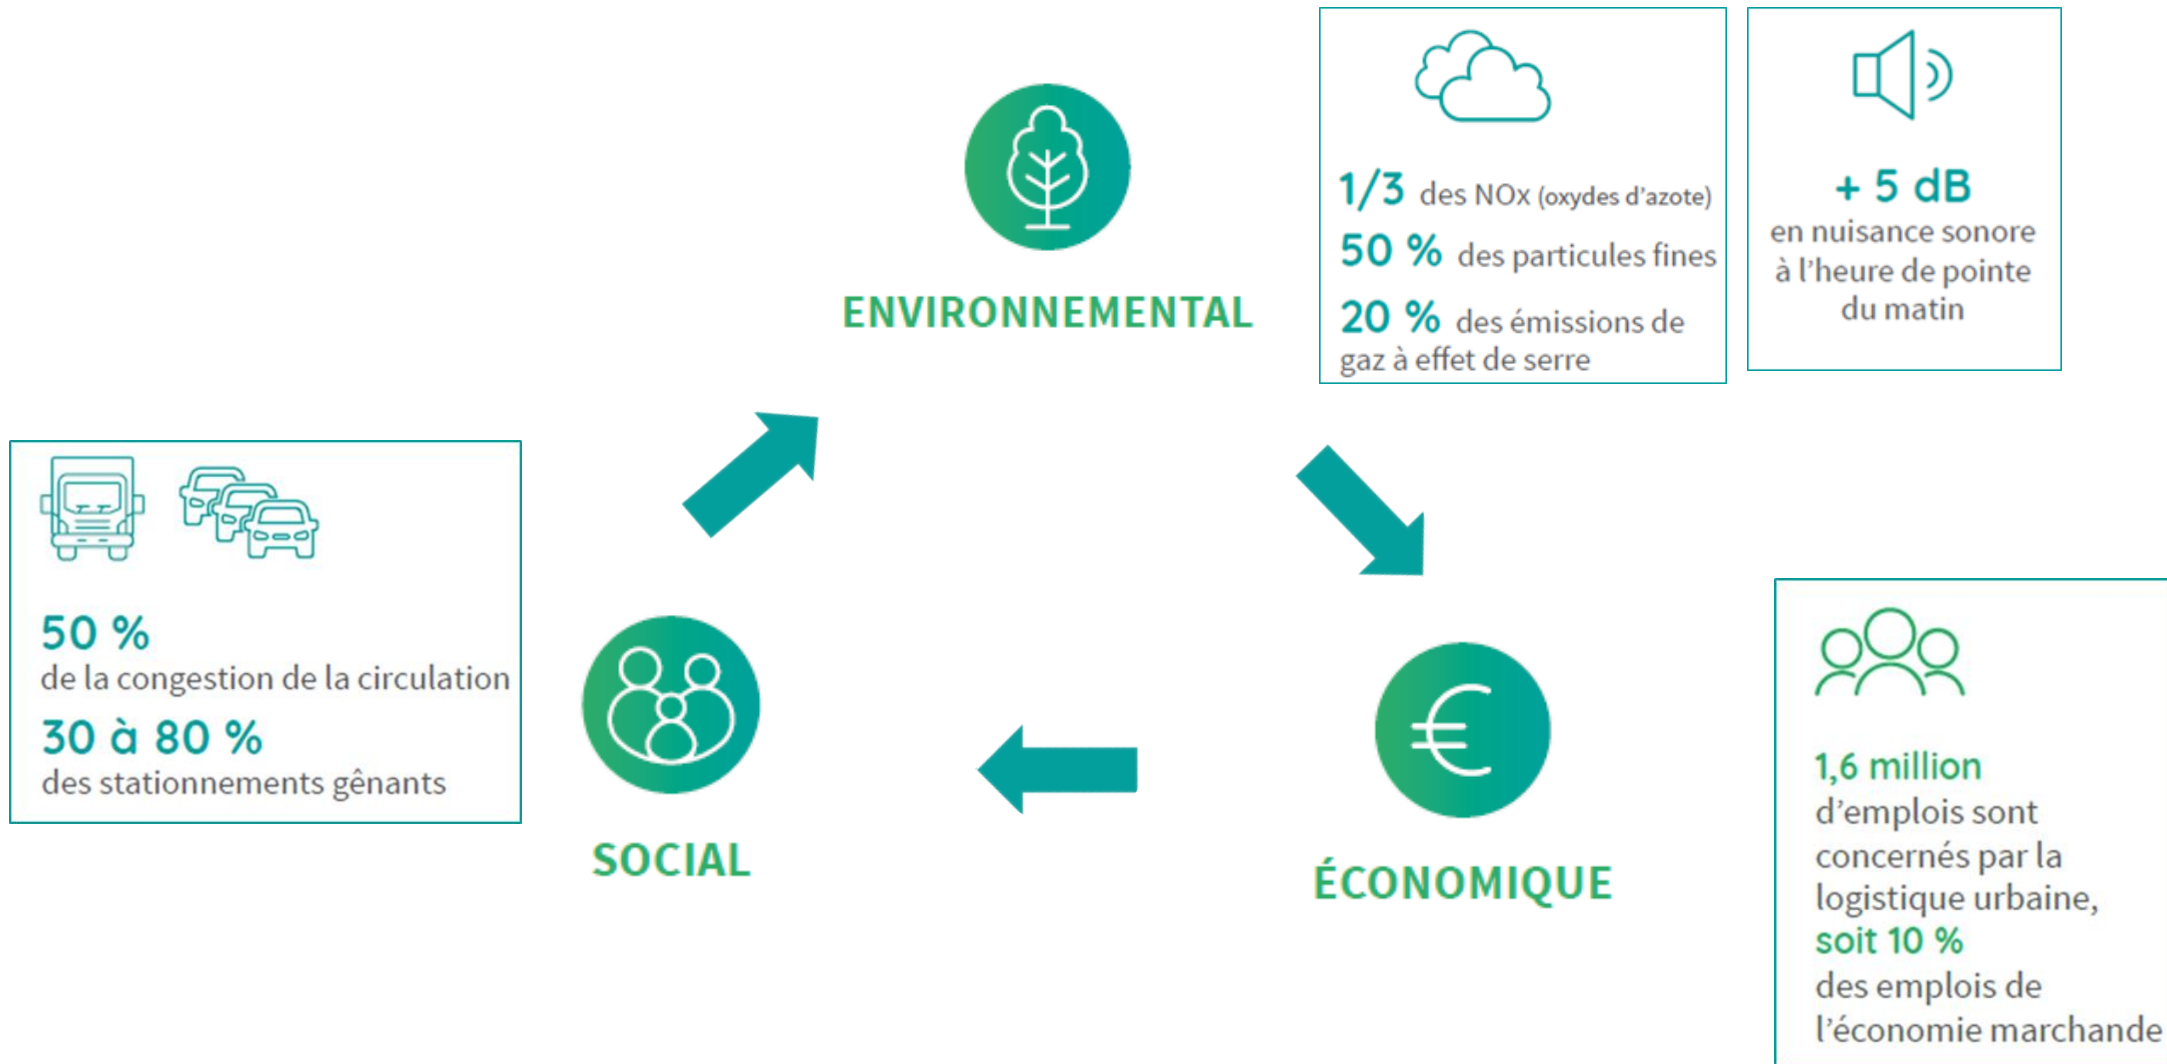 ENVIRONNEMENTAL
1/3 des NOx (oxydes d'azote)
50 % des particules fines
20 % des émissions de
gaz à effet de serre
+ 5 dB
en nuisance sonore
à l'heure de pointe
du matin
50 %
de la congestion de la circulation
30 à 80 %
des stationnements gênants
SOCIAL
€
ÉCONOMIQUE
1,6 million
d'emplois sont
concernés par la
logistique urbaine,
soit 10 %
des emplois de
l'économie marchande